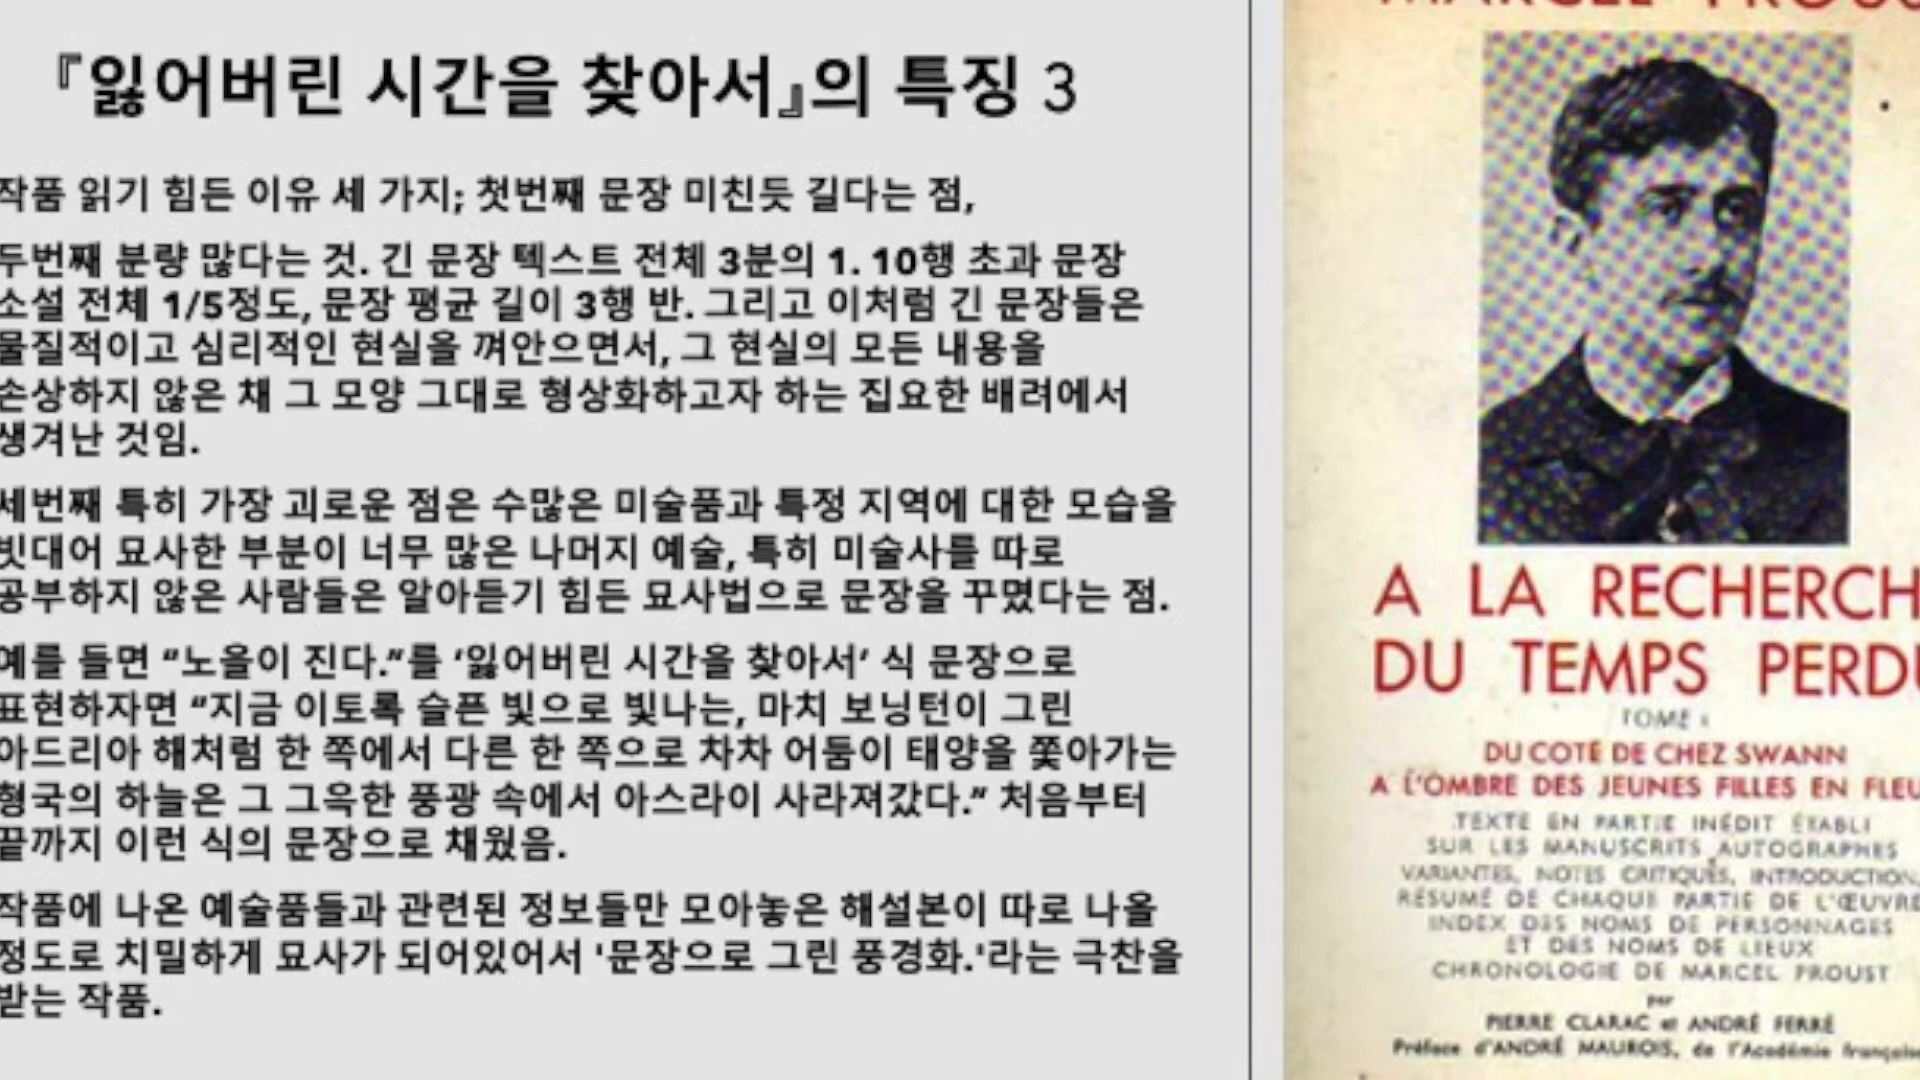 『잃어버린 시간을 찾아서』의 특징 3
작품 읽기 힘든 이유 세 가지; 첫번째 문장 미친듯 길다는 점,
두번째 분량 많다는 것. 긴 문장 텍스트 전체 3분의 1. 10행 초과 문장
소설 전체 1/5정도, 문장 평균 길이 3행 반. 그리고 이처럼 긴 문장들은
물질적이고 심리적인 현실을 껴안으면서, 그 현실의 모든 내용을
손상하지 않은 채 그 모양 그대로 형상화하고자 하는 집요한 배려에서
생겨난 것임.
세번째 특히 가장 괴로운 점은 수많은 미술품과 특정 지역에 대한 모습을
빗대어 묘사한 부분이 너무 많은 나머지 예술, 특히 미술사를 따로
공부하지 않은 사람들은 알아듣기 힘든 묘사법으로 문장을 꾸몄다는 점.
예를 들면 “노을이 진다.”를 ‘잃어버린 시간을 찾아서’ 식 문장으로
표현하자면 “지금 이토록 슬픈 빛으로 빛나는, 마치 보닝턴이 그린
아드리아 해처럼 한 쪽에서 다른 한 쪽으로 차차 어둠이 태양을 쫓아가는
형국의 하늘은 그 그윽한 풍광 속에서 아스라이 사라져갔다.” 처음부터
끝까지 이런 식의 문장으로 채웠음.
작품에 나온 예술품들과 관련된 정보들만 모아놓은 해설본이 따로 나올
정도로 치밀하게 묘사가 되어있어서 '문장으로 그린 풍경화.'라는 극찬을
받는 작품.
MARCEL PROUS
A LA RECHERCH
DU TEMPS PERDU
TOME I
DU COTÉ DE CHEZ SWANN
A L'OMBRE DES JEUNES FILLES EN FLEU
TEXTE EN PARTIE INÉDIT ÉTABLI
SUR LES MANUSCRITS AUTOGRAPHES
VARIANTES, NOTES CRITIQUES, INTRODUCTION,
RÉSUMÉ DE CHAQUE PARTIE DE L'ŒUVRE
INDEX DES NOMS DE PERSONNAGES
ET DES NOMS DE LIEUX
CHRONOLOGIE DE MARCEL PROUST
par
PIERRE CLARAC et ANDRÉ FERRÉ
Préface d'ANDRÉ MAUROIS, de l'Académie française